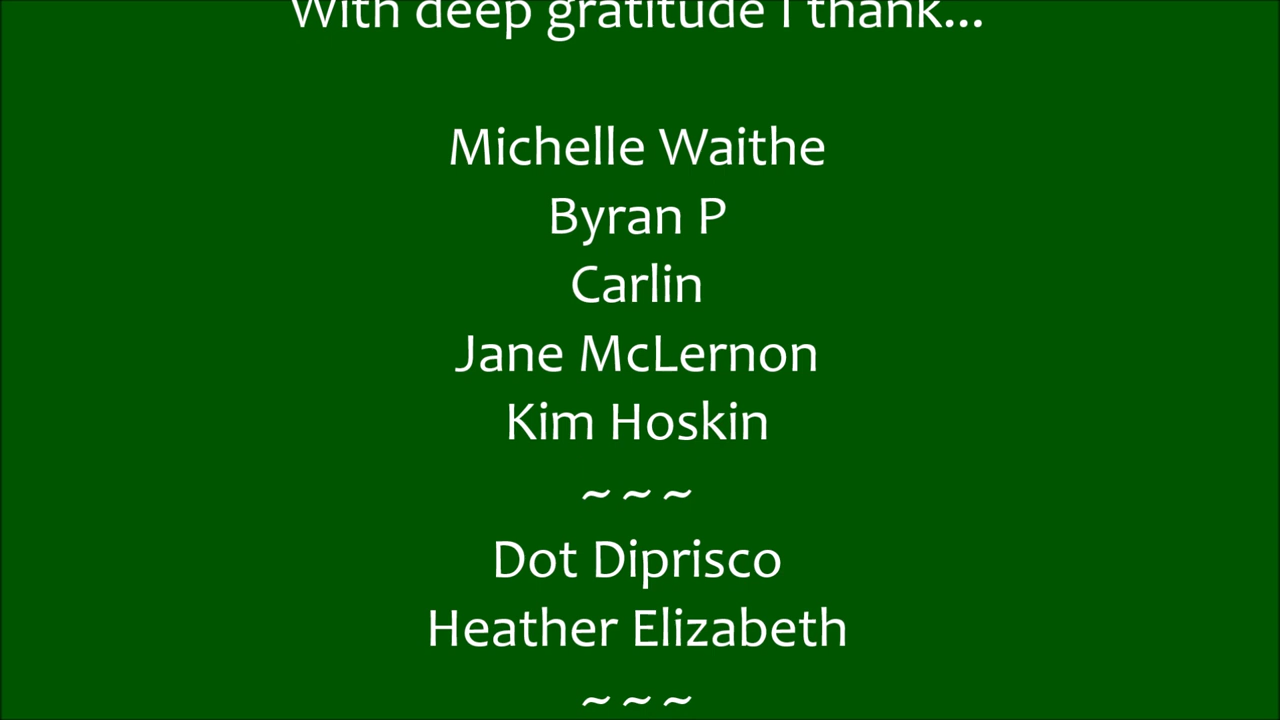 With deep gratitude I thank...
Michelle Waithe
Byran P
Carlin
Jane McLernon
Kim Hoskin
~ ~ ~
Dot Diprisco
Heather Elizabeth
~ ~ ~